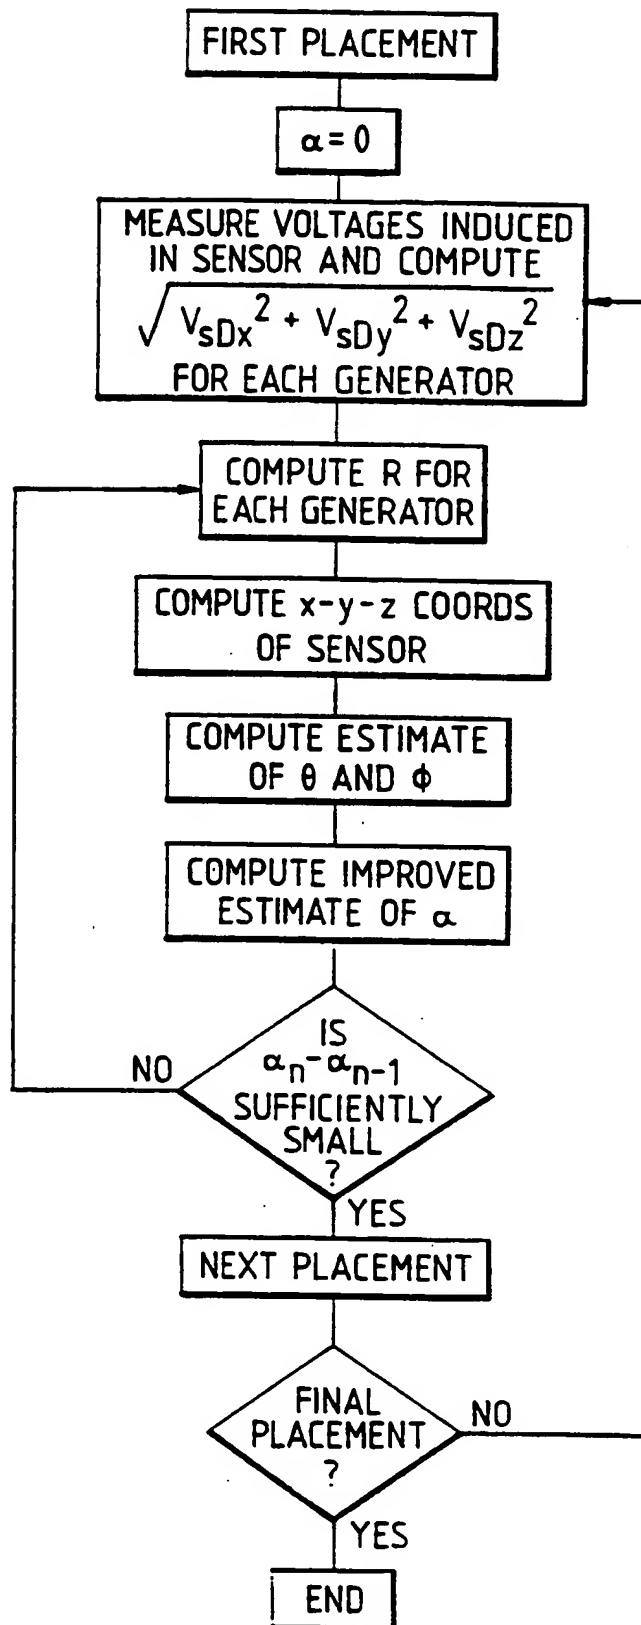 FIRST PLACEMENT
α = 0
MEASURE VOLTAGES INDUCED
IN SENSOR AND COMPUTE
√VsDx² + VsDy² + VsDz²
FOR EACH GENERATOR
COMPUTE R FOR
EACH GENERATOR
COMPUTE x-y-z COORDS
OF SENSOR
COMPUTE ESTIMATE
OF θ AND ϕ
COMPUTE IMPROVED
ESTIMATE OF α
IS
αn-αn-1
NO
SUFFICIENTLY
SMALL
?
YES
NEXT PLACEMENT
FINAL
PLACEMENT
NO
?
YES
END